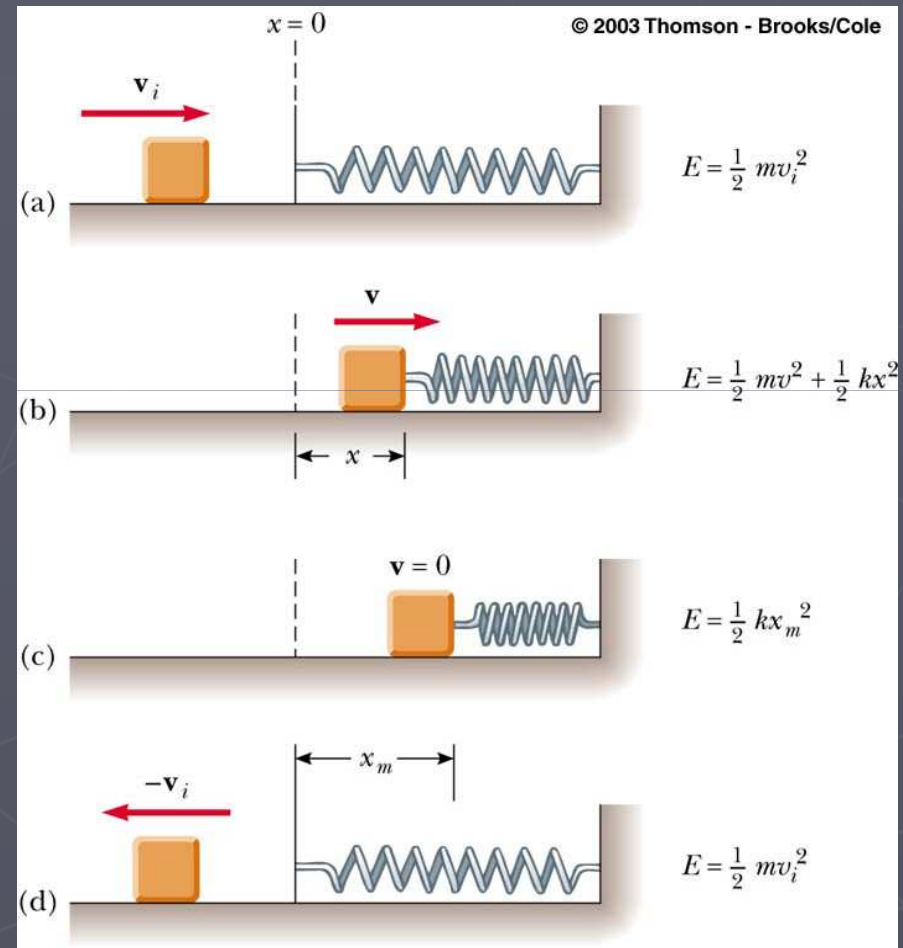 x = 0
© 2003 Thomson - Brooks/Cole
v_i
E = 1/2 mv_i²
(a)
v
E = 1/2 mv² + 1/2 kx²
(b)
x
v = 0
E = 1/2 kx_m²
(c)
x_m
−v_i
E = 1/2 mv_i²
(d)